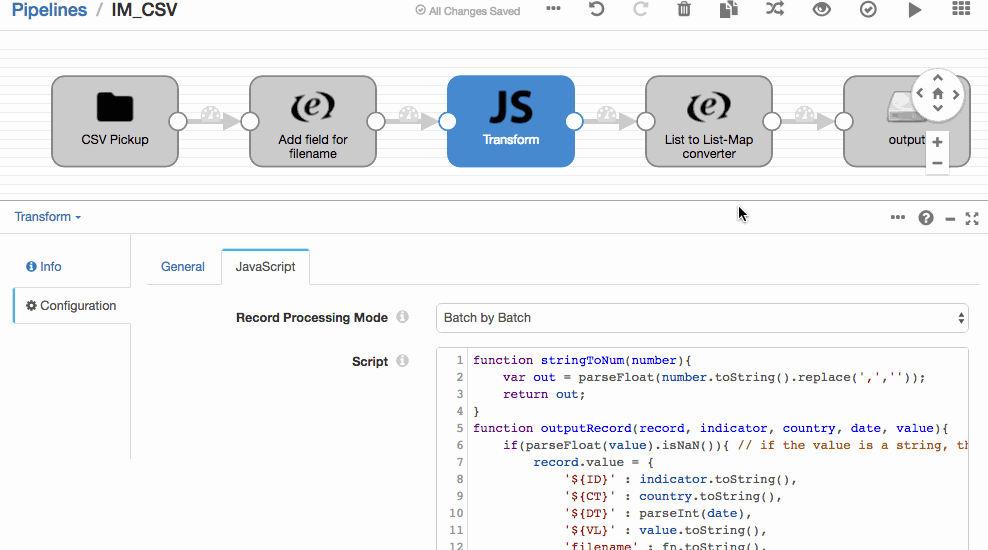 Pipelines / IM_CSV
All Changes Saved
CSV Pickup
Add field for
filename
JS
Transform
List to List-Map
converter
output
Transform
Info
Configuration
General
JavaScript
Record Processing Mode
Batch by Batch
Script
1 function stringToNum(number){
2 var out = parseFloat(number.toString().replace(',',''));
3 return out;
4 }
5 function outputRecord(record, indicator, country, date, value){
6 if(parseFloat(value).isNaN()){ // if the value is a string, th
7 record.value = {
8 '${ID}' : indicator.toString(),
9 '${CT}' : country.toString(),
10 '${DT}' : parseInt(date),
11 '${VL}' : value.toString(),
12 'filename' : fn.toString(),